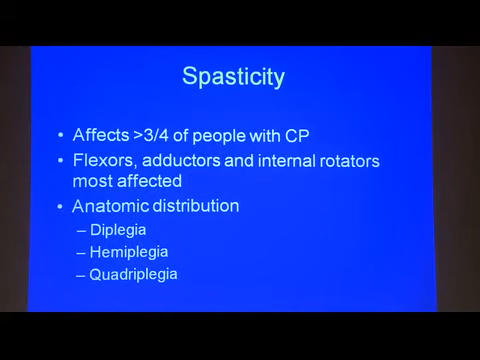 Spasticity
• Affects >3/4 of people with CP
• Flexors, adductors and internal rotators
most affected
• Anatomic distribution
– Diplegia
– Hemiplegia
– Quadriplegia